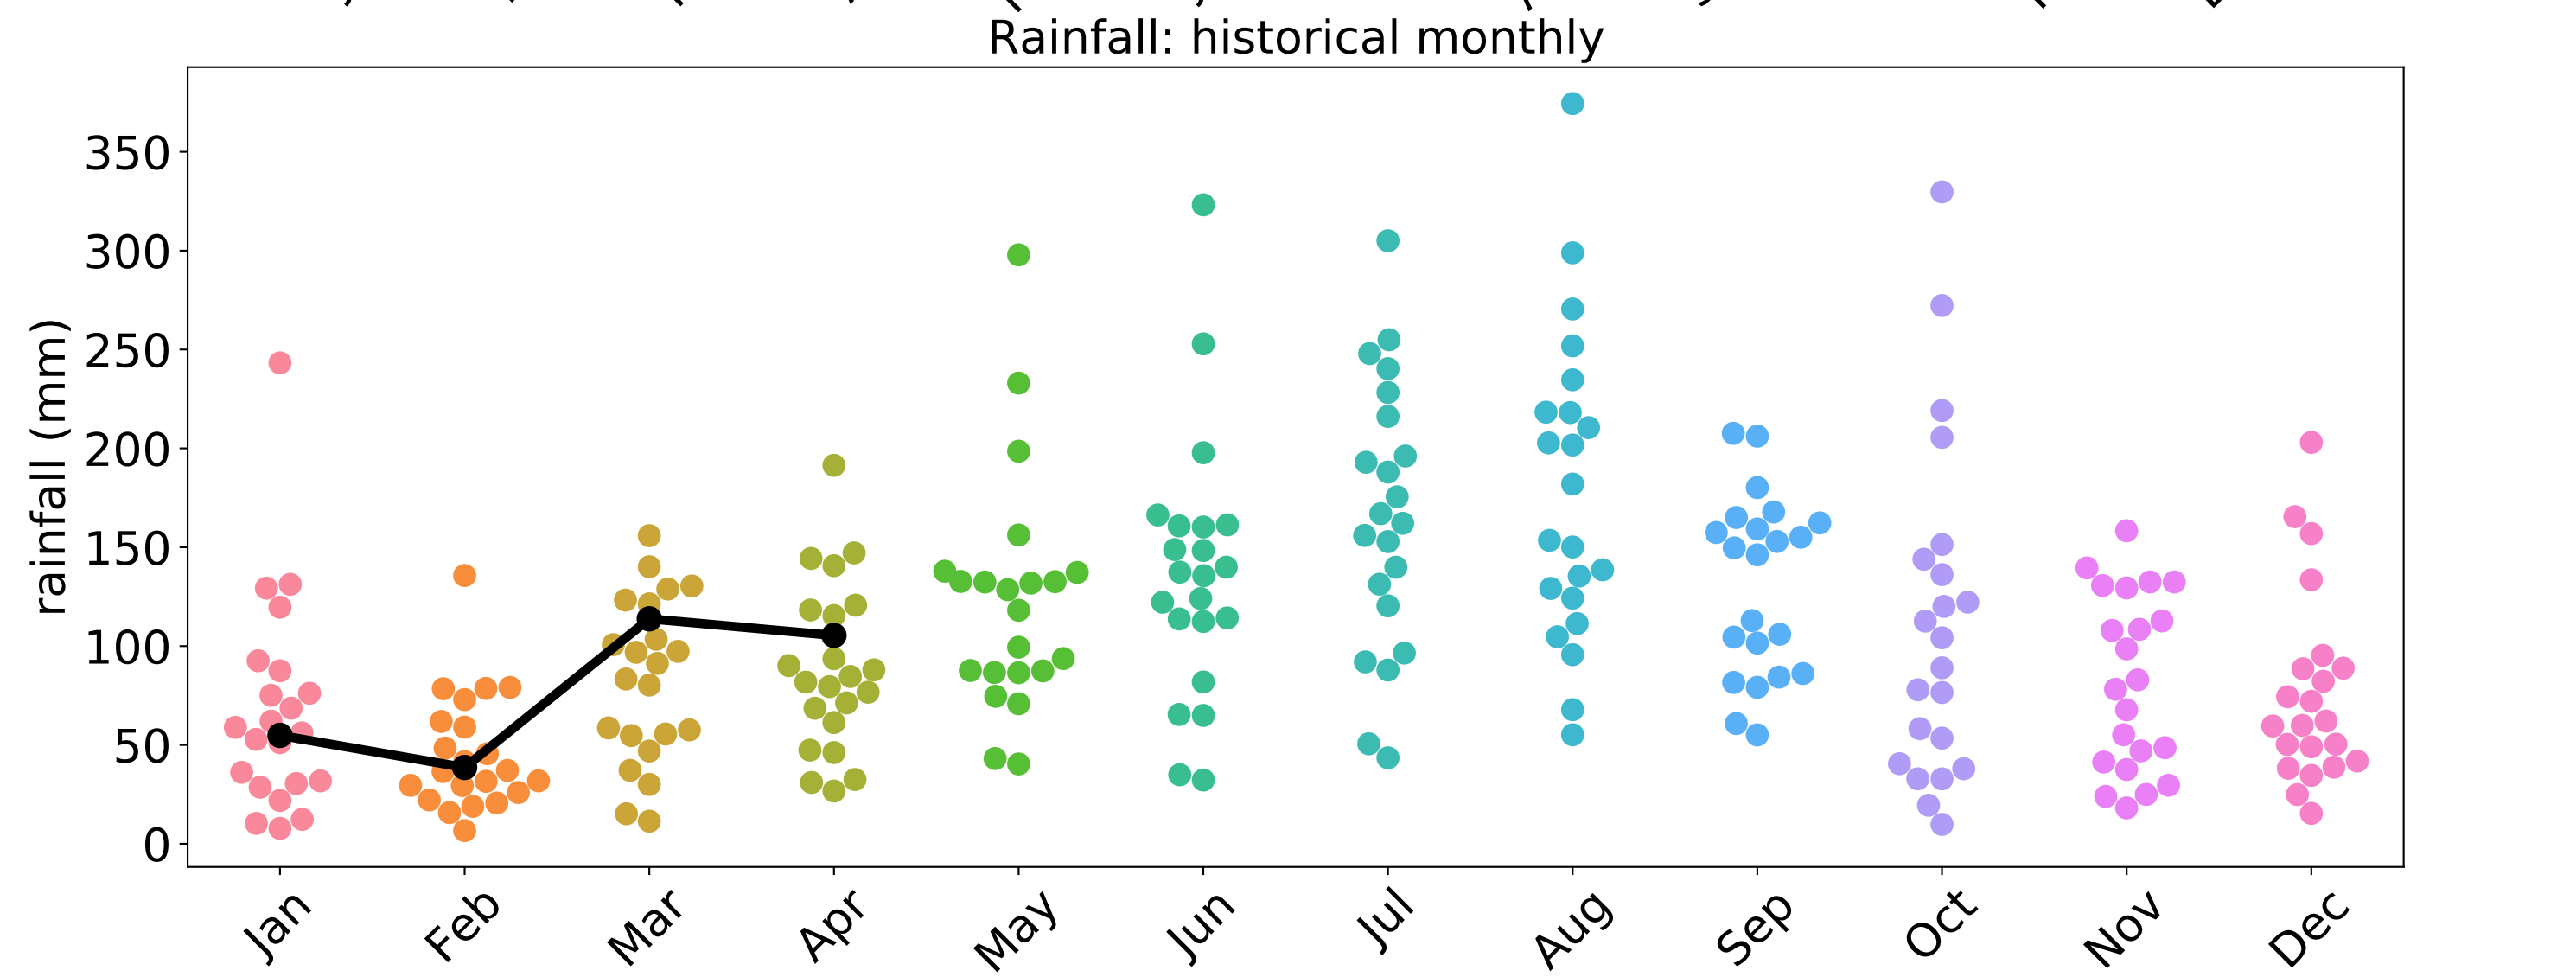 Rainfall: historical monthly
rainfall (mm)
350
300
250
200
150
100
50
0
Jan
Feb
Mar
Apr
May
Jun
Jul
Aug
Sep
Oct
Nov
Dec